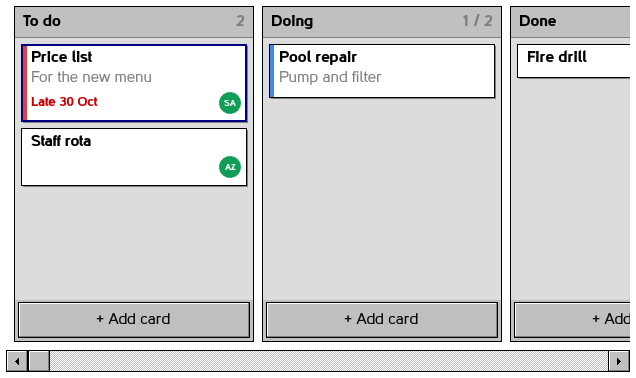 To do 2
Price list
For the new menu
Late 30 Oct
SA
Staff rota
AZ
+ Add card
Doing 1 / 2
Pool repair
Pump and filter
+ Add card
Done
Fire drill
+ Add